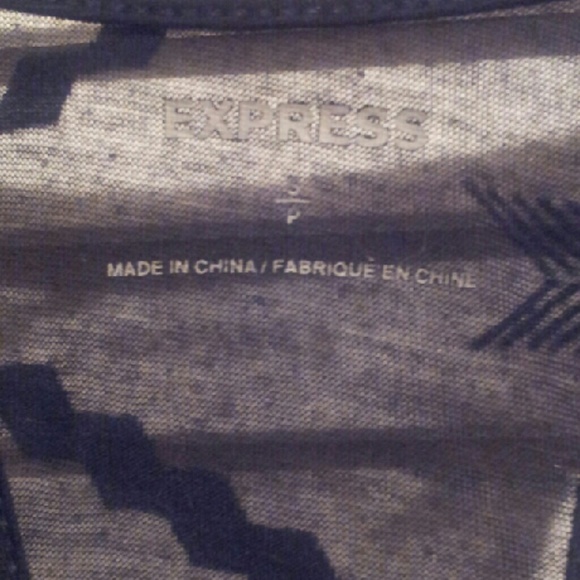 EXPRESS
S
P
MADE IN CHINA / FABRIQUÉ EN CHINE